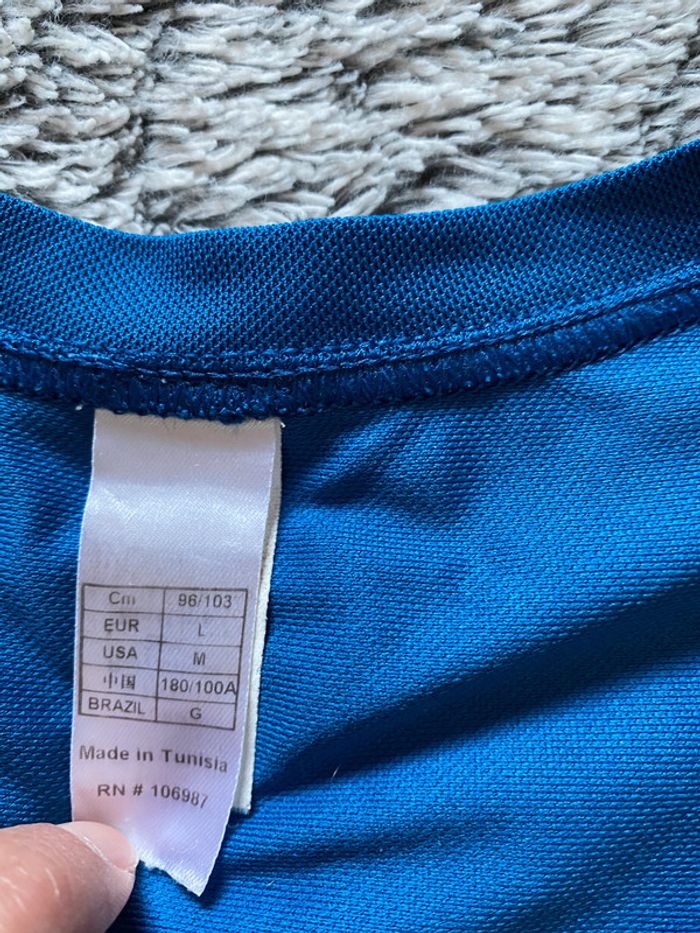 Cm 96/103
EUR L
USA M
中国 180/100A
BRAZIL G
Made in Tunisia
RN # 106987